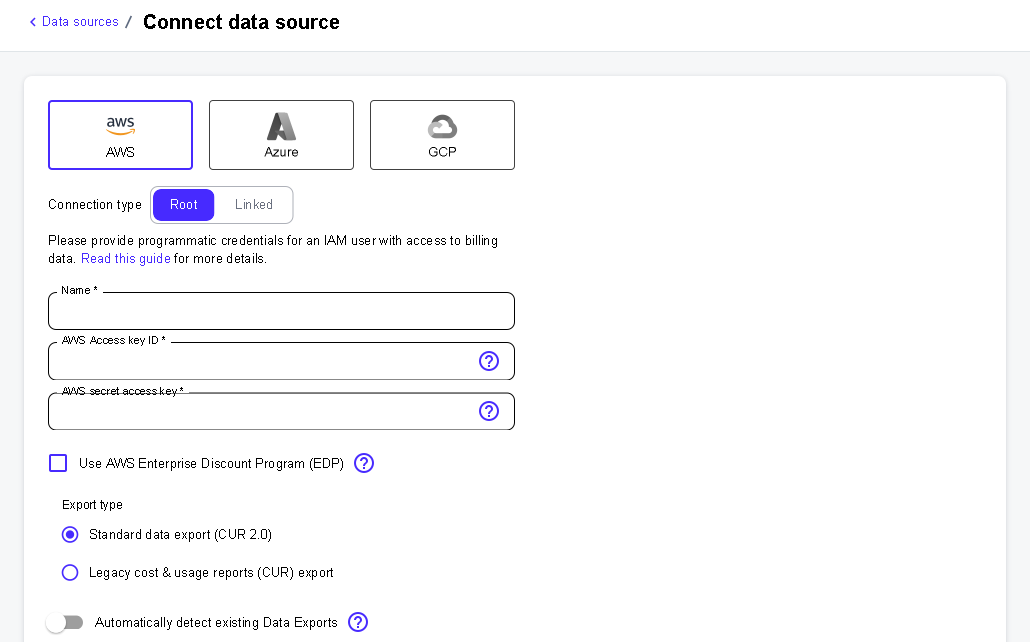 Data sources / Connect data source
aws
AWS
Azure
GCP
Connection type Root Linked
Please provide programmatic credentials for an IAM user with access to billing
data. Read this guide for more details.
Name *
AWS Access key ID *
?
AWS secret access key *
?
Use AWS Enterprise Discount Program (EDP) ?
Export type
Standard data export (CUR 2.0)
Legacy cost & usage reports (CUR) export
Automatically detect existing Data Exports ?